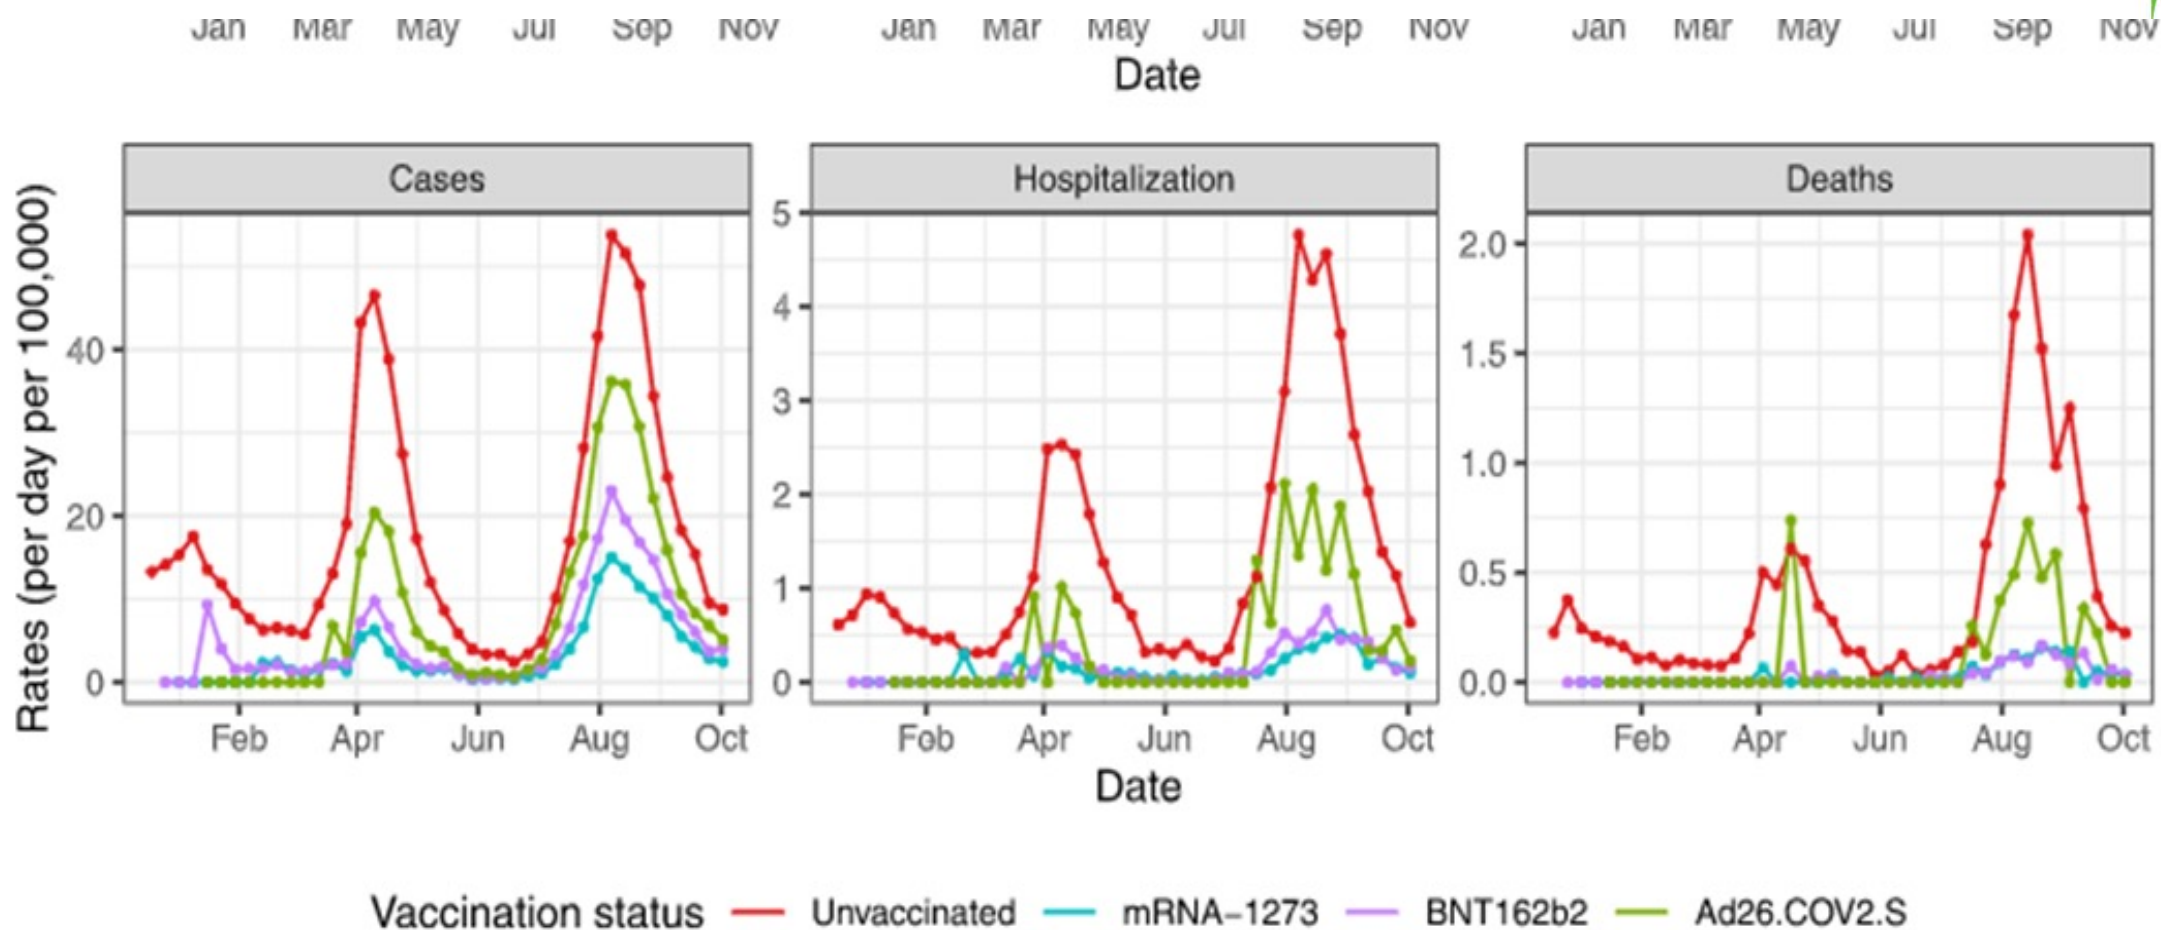 Jan Mar May Jul Sep Nov Jan Mar May Jul Sep Nov Jan Mar May Jul Sep Nov
Date
Cases Hospitalization Deaths
Rates (per day per 100,000)
40
20
0
5
4
3
2
1
0
2.0
1.5
1.0
0.5
0.0
Feb Apr Jun Aug Oct Feb Apr Jun Aug Oct Feb Apr Jun Aug Oct
Date
Vaccination status Unvaccinated mRNA-1273 BNT162b2 Ad26.COV2.S